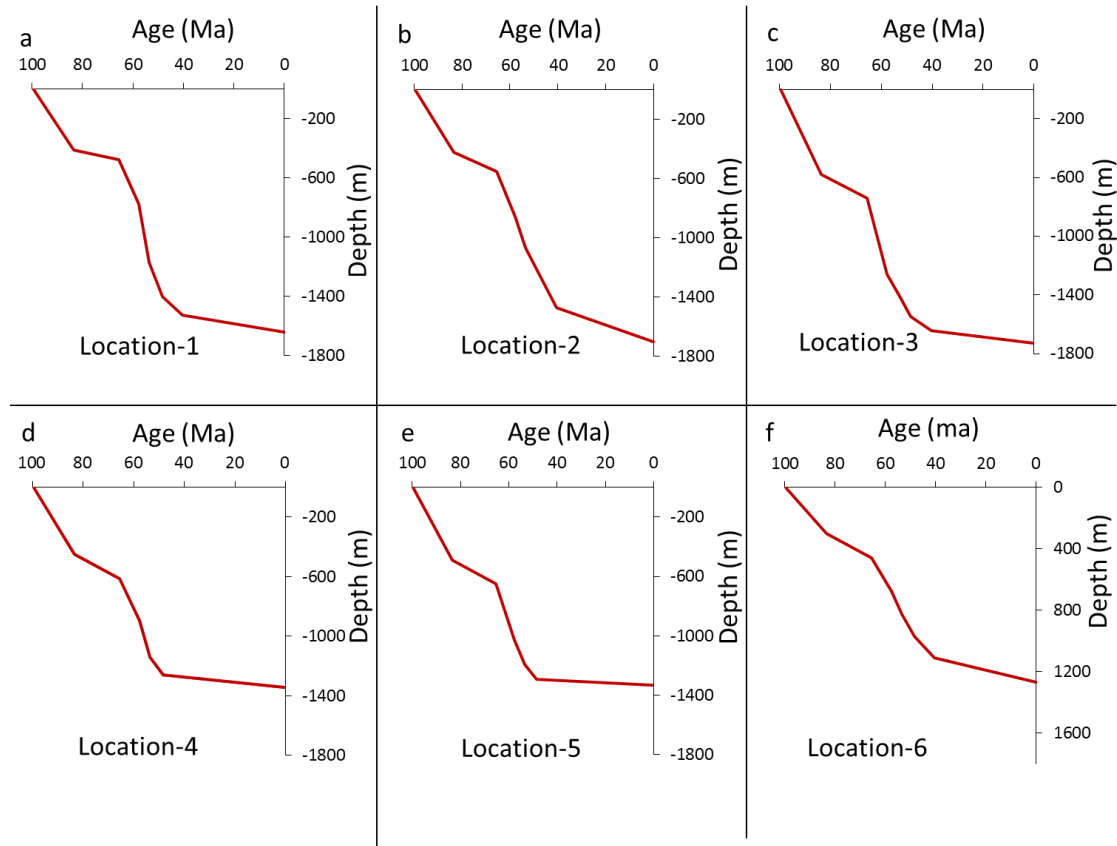 a
Age (Ma)
100 80 60 40 20 0
-200
-600
-1000
-1400
-1800
Depth (m)
Location-1
b
Age (Ma)
100 80 60 40 20 0
-200
-600
-1000
-1400
-1800
Depth (m)
Location-2
c
Age (Ma)
100 80 60 40 20 0
-200
-600
-1000
-1400
-1800
Depth (m)
Location-3
d
Age (Ma)
100 80 60 40 20 0
-200
-600
-1000
-1400
-1800
Depth (m)
Location-4
e
Age (Ma)
100 80 60 40 20 0
-200
-600
-1000
-1400
-1800
Depth (m)
Location-5
f
Age (ma)
100 80 60 40 20 0
0
400
800
1200
1600
Depth (m)
Location-6